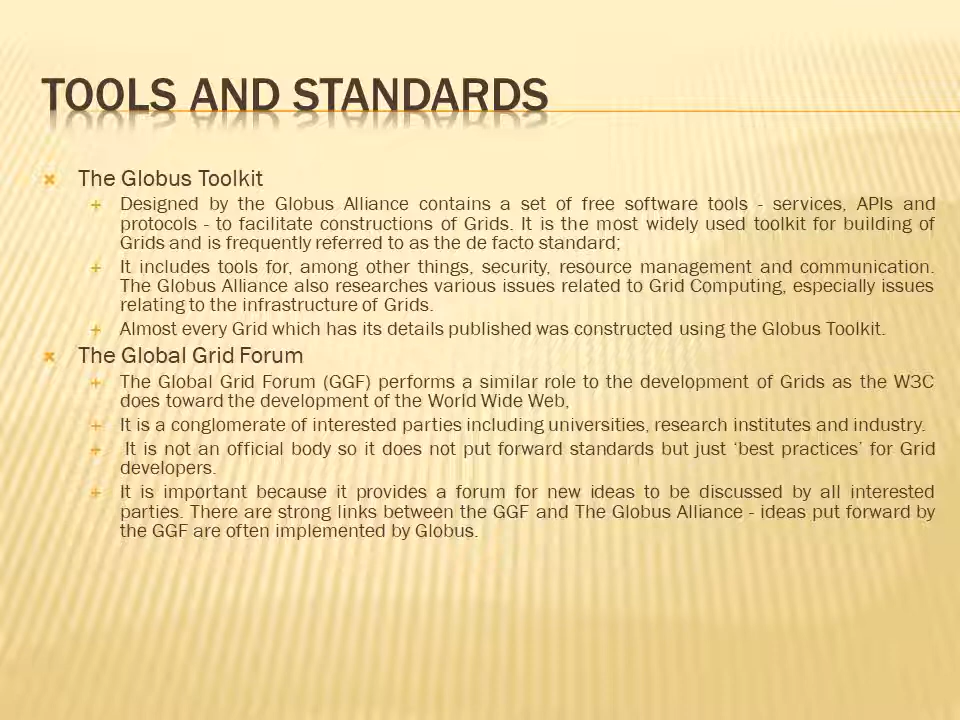 TOOLS AND STANDARDS
The Globus Toolkit
Designed by the Globus Alliance contains a set of free software tools - services, APIs and
protocols - to facilitate constructions of Grids. It is the most widely used toolkit for building of
Grids and is frequently referred to as the de facto standard;
It includes tools for, among other things, security, resource management and communication.
The Globus Alliance also researches various issues related to Grid Computing, especially issues
relating to the infrastructure of Grids.
Almost every Grid which has its details published was constructed using the Globus Toolkit.
The Global Grid Forum
The Global Grid Forum (GGF) performs a similar role to the development of Grids as the W3C
does toward the development of the World Wide Web,
It is a conglomerate of interested parties including universities, research institutes and industry.
It is not an official body so it does not put forward standards but just ‘best practices’ for Grid
developers.
It is important because it provides a forum for new ideas to be discussed by all interested
parties. There are strong links between the GGF and The Globus Alliance - ideas put forward by
the GGF are often implemented by Globus.